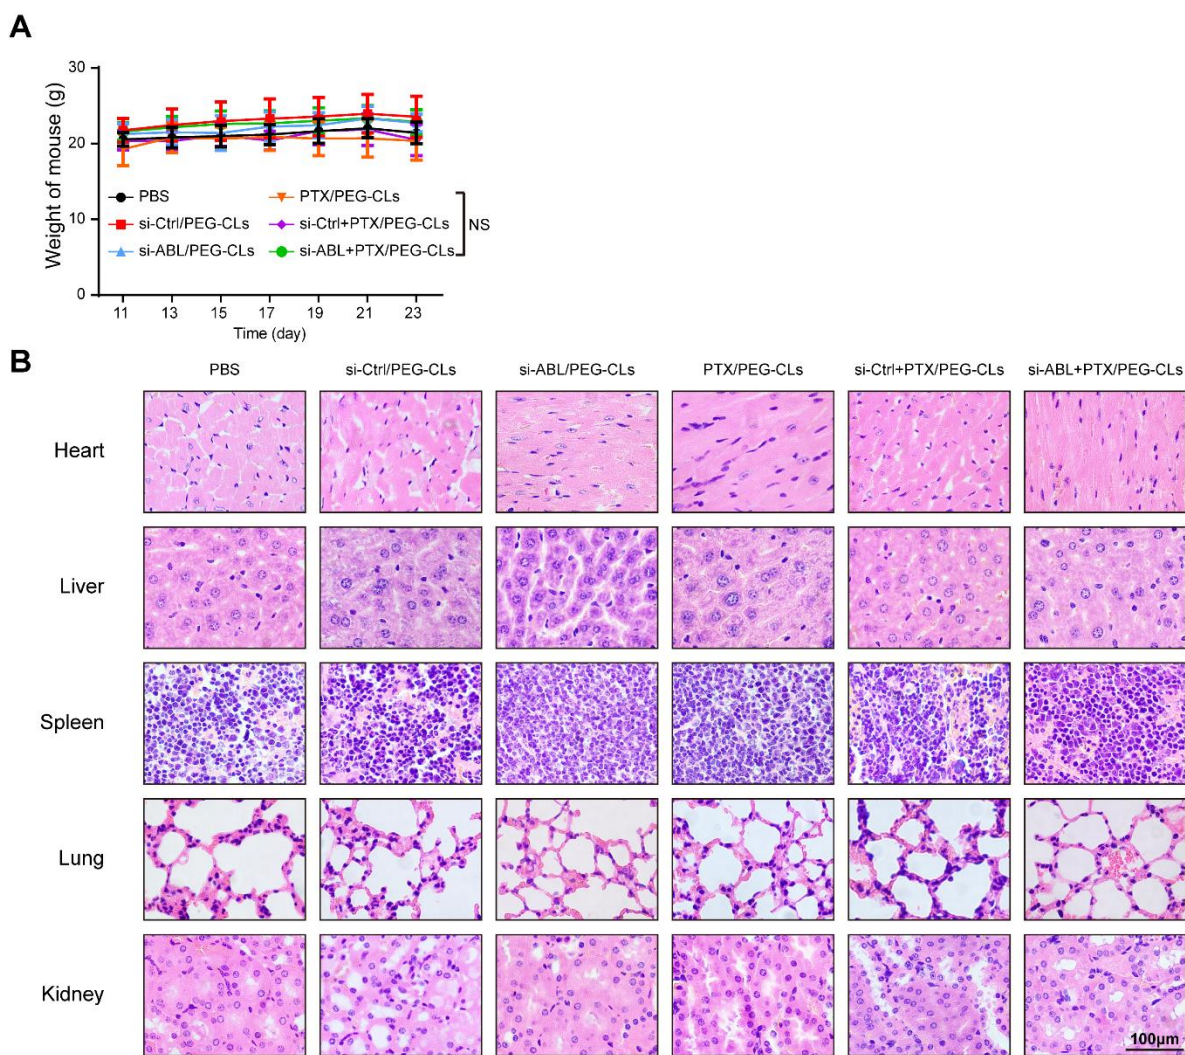 A
Weight of mouse (g)
30
20
10
0
PBS
PTX/PEG-CLs
si-Ctrl/PEG-CLs
si-Ctrl+PTX/PEG-CLs
si-ABL/PEG-CLs
si-ABL+PTX/PEG-CLs
NS
11 13 15 17 19 21 23
Time (day)
B
PBS si-Ctrl/PEG-CLs si-ABL/PEG-CLs PTX/PEG-CLs si-Ctrl+PTX/PEG-CLs si-ABL+PTX/PEG-CLs
Heart
Liver
Spleen
Lung
Kidney
100μm